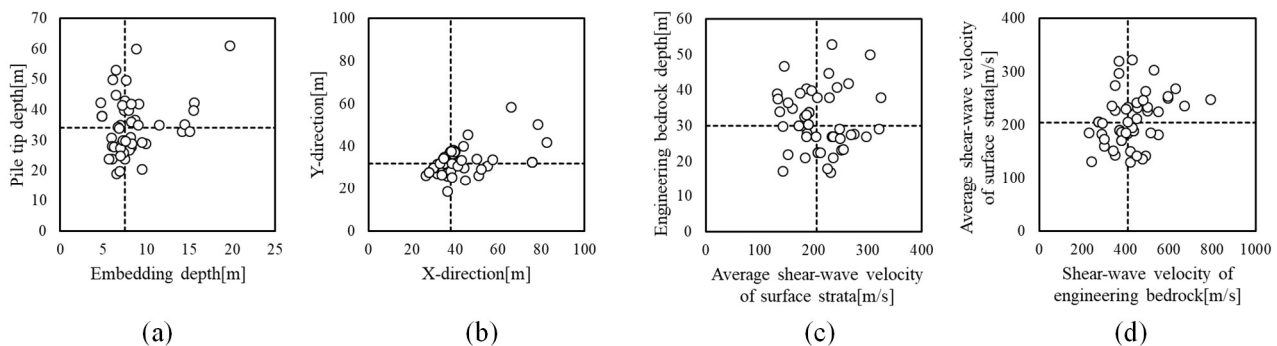 Pile tip depth[m]
70
60
50
40
30
20
10
0
0 5 10 15 20 25
Embedding depth[m]
(a)
Y-direction[m]
100
80
60
40
20
0
0 20 40 60 80 100
X-direction[m]
(b)
Engineering bedrock depth[m]
60
50
40
30
20
10
0
0 100 200 300 400
Average shear-wave velocity
of surface strata[m/s]
(c)
Average shear-wave velocity
of surface strata[m/s]
400
300
200
100
0
0 200 400 600 800 1000
Shear-wave velocity of
engineering bedrock[m/s]
(d)